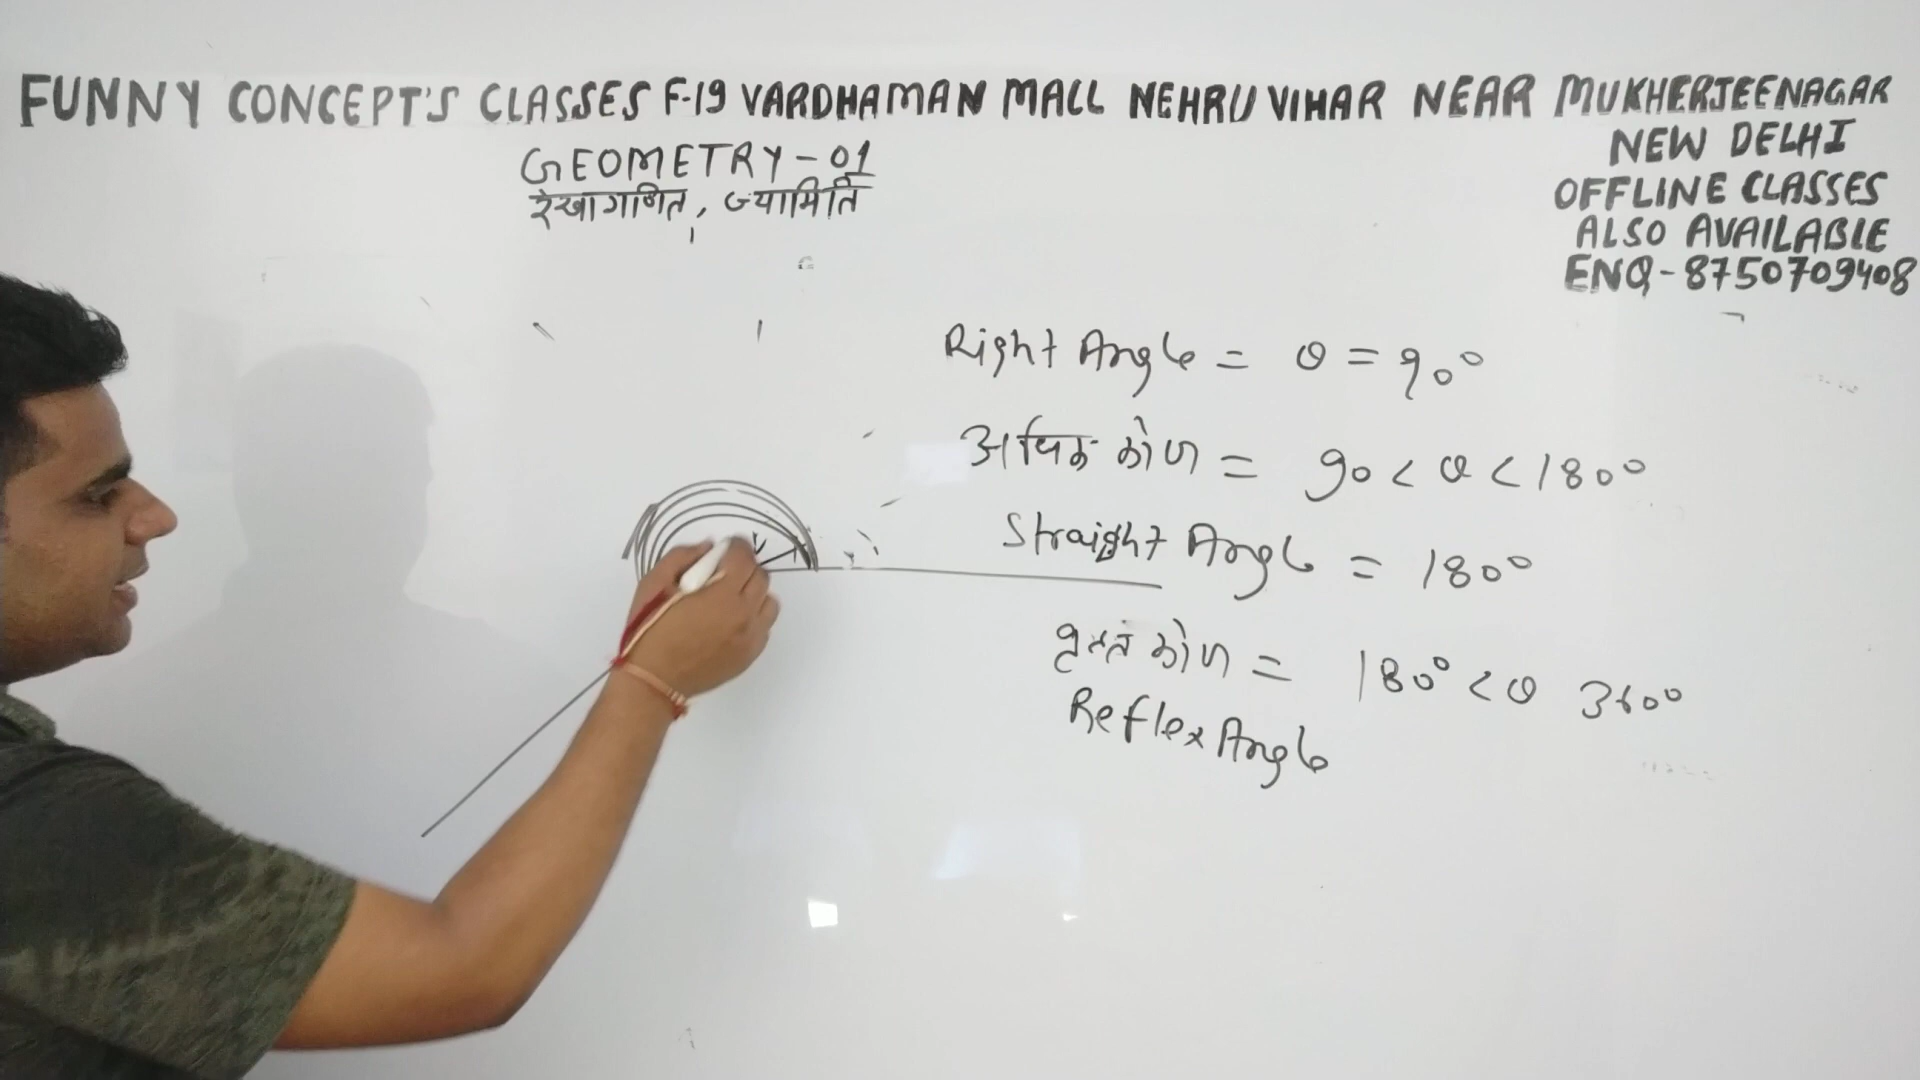 FUNNY CONCEPT'S CLASSES F-19 VARDHAMAN MALL NEHRU VIHAR NEAR MUKHERJEENAGAR
NEW DELHI
OFFLINE CLASSES
ALSO AVAILABLE
ENQ-8750709408
GEOMETRY-01
रेखागणित, ज्यामिति
Right Angle = θ = 90°
अधिक कोण = 90 < θ < 180°
Straight Angle = 180°
कोण = 180° < θ 360°
Reflex Angle